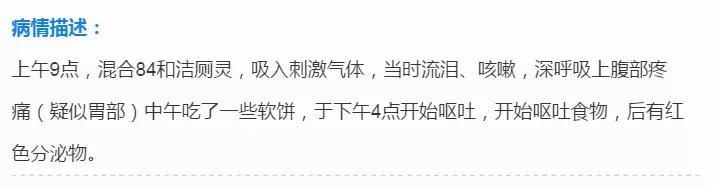 病情描述：
上午9点，混合84和洁厕灵，吸入刺激气体，当时流泪、咳嗽，深呼吸上腹部疼
痛（疑似胃部）中午吃了一些软饼，于下午4点开始呕吐，开始呕吐食物，后有红
色分泌物。